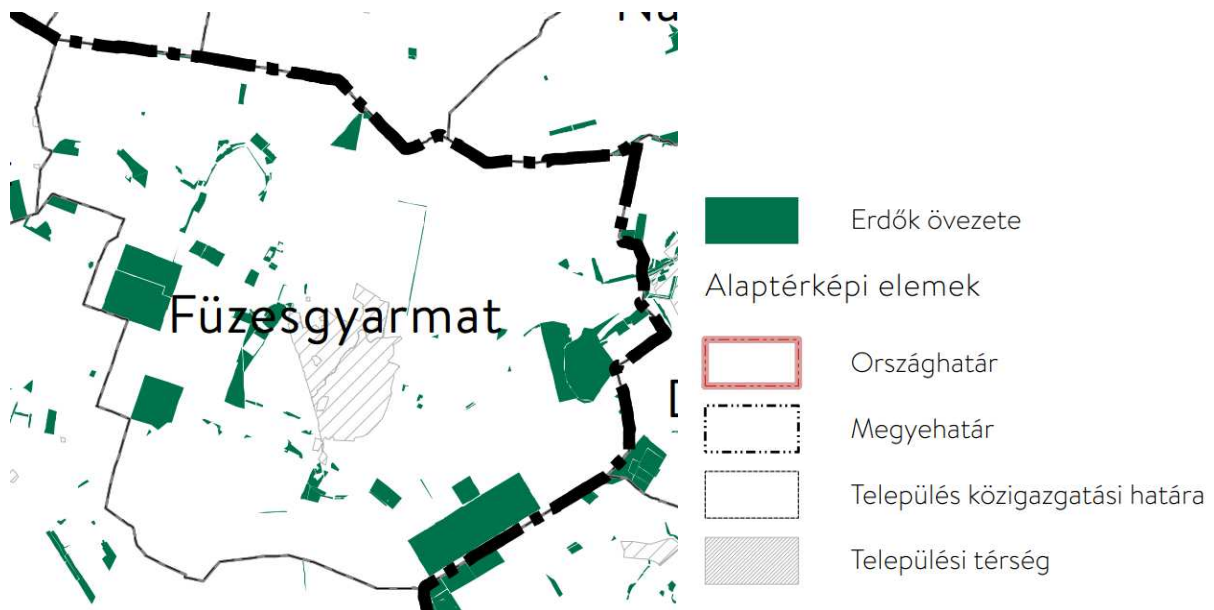 Füzesgyarmat
Erdők övezete
Alaptérképi elemek
Országhatár
Megyehatár
Település közigazgatási határa
Települési térség